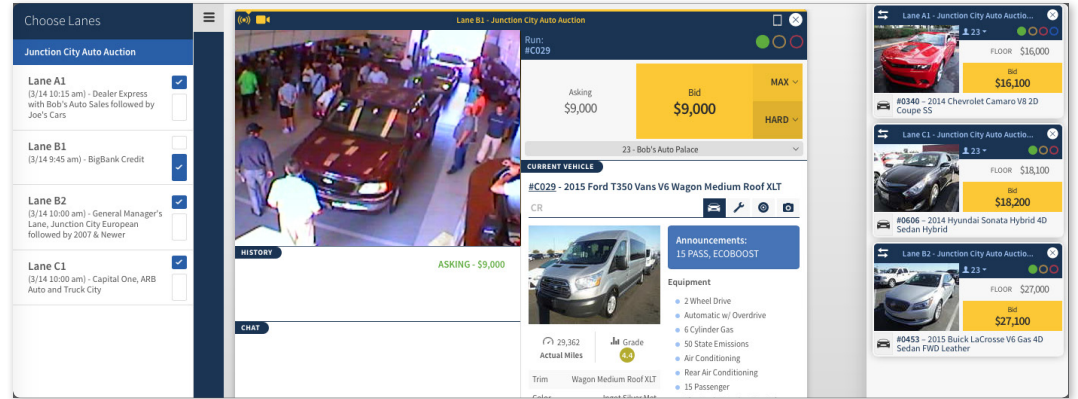 Choose Lanes
Junction City Auto Auction
Lane A1
(3/14 10:15 am) - Dealer Express
with Bob's Auto Sales followed by
Joe's Cars
Lane B1
(3/14 9:45 am) - BigBank Credit
Lane B2
(3/14 10:00 am) - General Manager's
Lane, Junction City European
followed by 2007 & Newer
Lane C1
(3/14 10:00 am) - Capital One, ARB
Auto and Truck City
Lane B1 - Junction City Auto Auction
Run:
#C029
Asking
$9,000
Bid
$9,000
MAX
HARD
23 - Bob's Auto Palace
HISTORY
ASKING - $9,000
CHAT
CURRENT VEHICLE
#C029 - 2015 Ford T350 Vans V6 Wagon Medium Roof XLT
CR
Announcements:
15 PASS, ECOBOOST
Equipment
2 Wheel Drive
Automatic w/ Overdrive
6 Cylinder Gas
50 State Emissions
Air Conditioning
Rear Air Conditioning
15 Passenger
29,362
Actual Miles
Grade
4.4
Trim Wagon Medium Roof XLT
Color Ingot Silver Met
Lane A1 - Junction City Auto Auctio...
23
FLOOR $16,000
Bid
$16,100
#0340 – 2014 Chevrolet Camaro V8 2D
Coupe SS
Lane C1 - Junction City Auto Auctio...
23
FLOOR $18,100
Bid
$18,200
#0606 – 2014 Hyundai Sonata Hybrid 4D
Sedan Hybrid
Lane B2 - Junction City Auto Auctio...
23
FLOOR $27,000
Bid
$27,100
#0453 – 2015 Buick LaCrosse V6 Gas 4D
Sedan FWD Leather